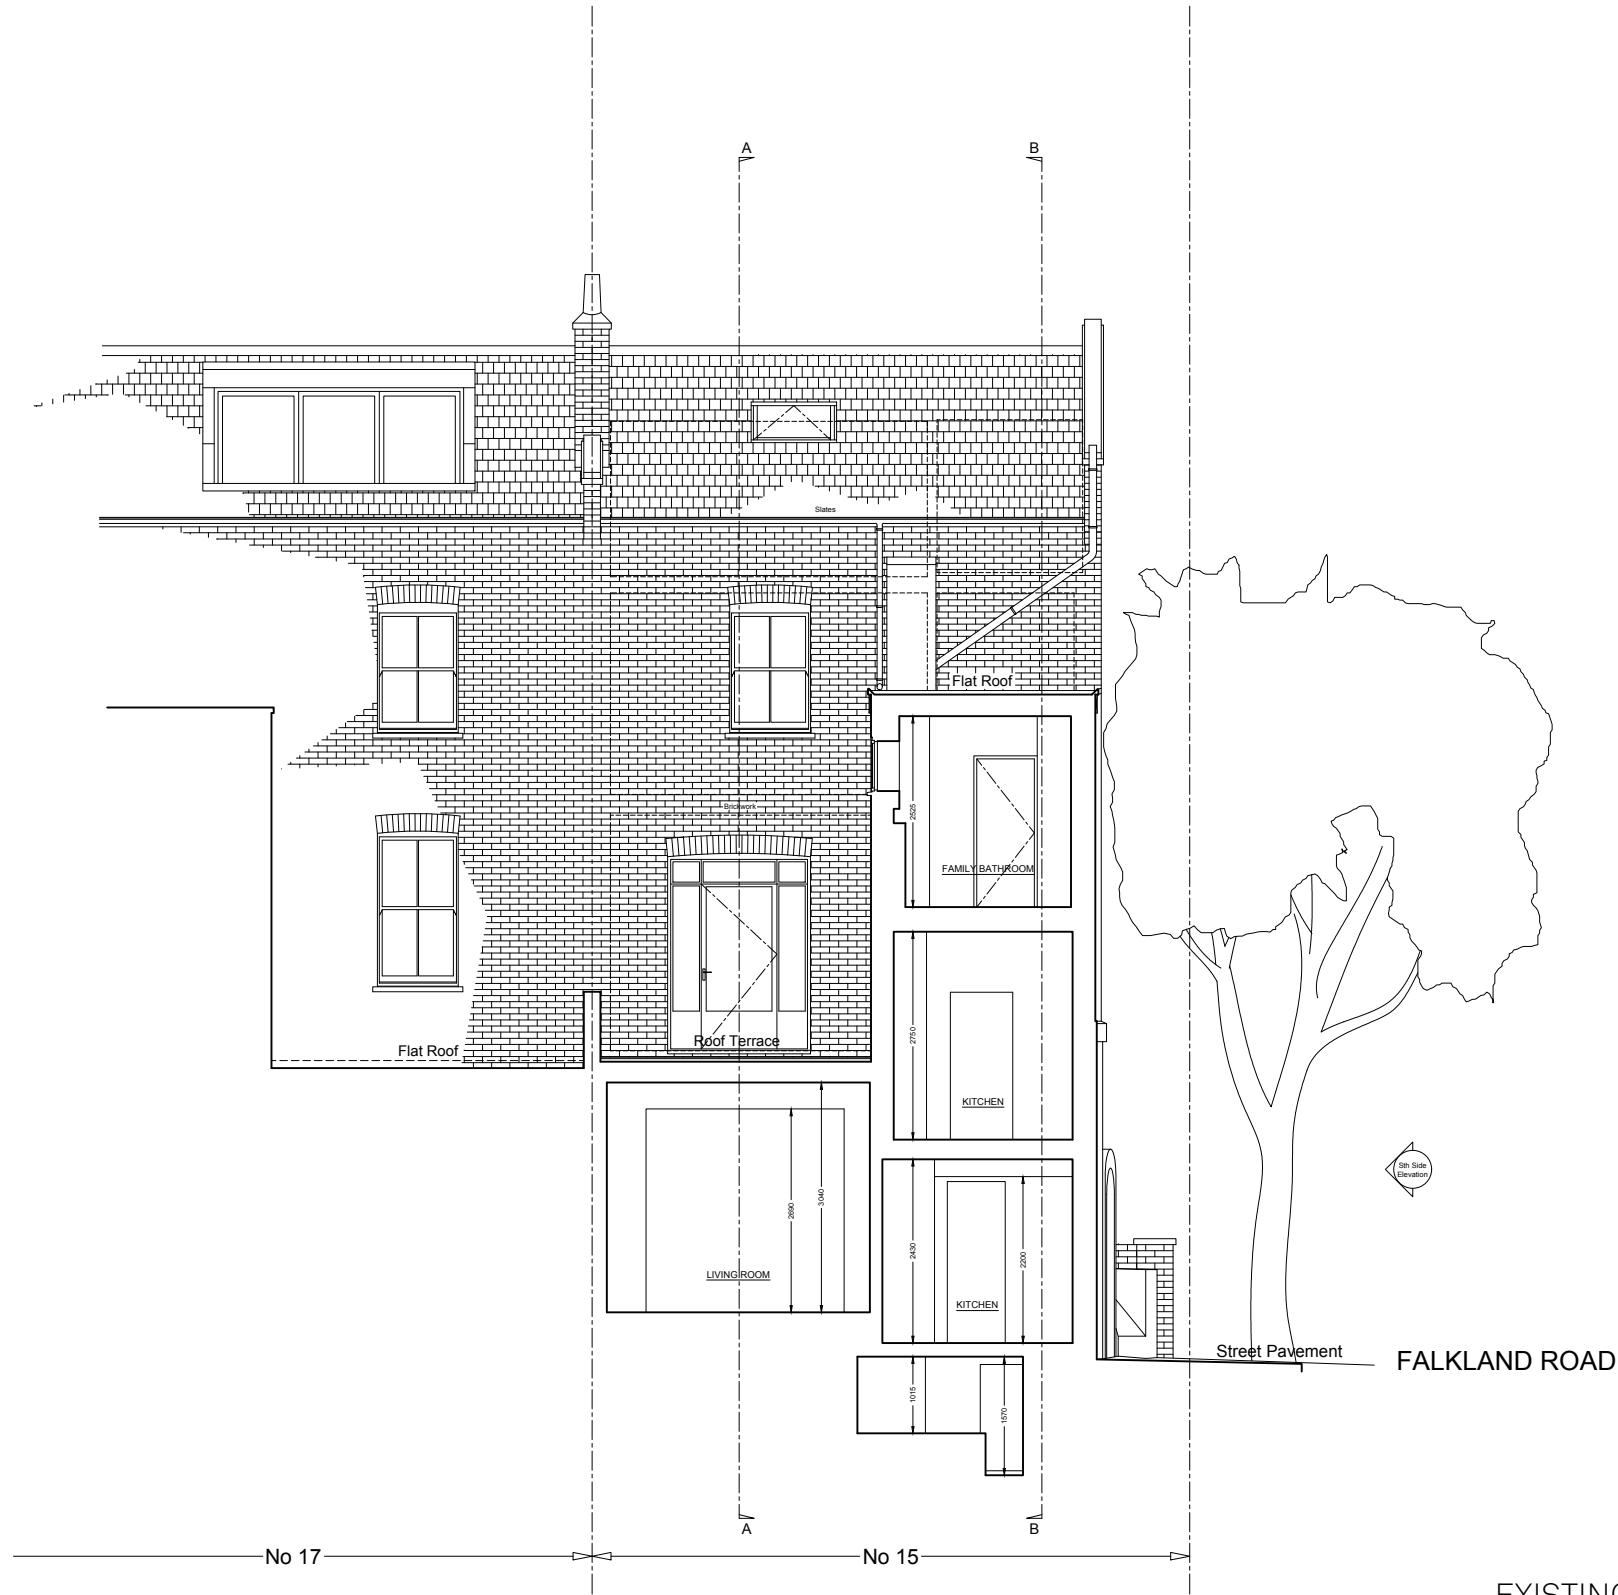 A
B
Slates
Flat Roof
2525
Brickwork
FAMILY BATHROOM
2750
Roof Terrace
Flat Roof
KITCHEN
Sth Side
Elevation
2690
3040
2430
2200
LIVING ROOM
KITCHEN
Street Pavement
FALKLAND ROAD
1015
1570
A
B
No 17
No 15
EXISTING